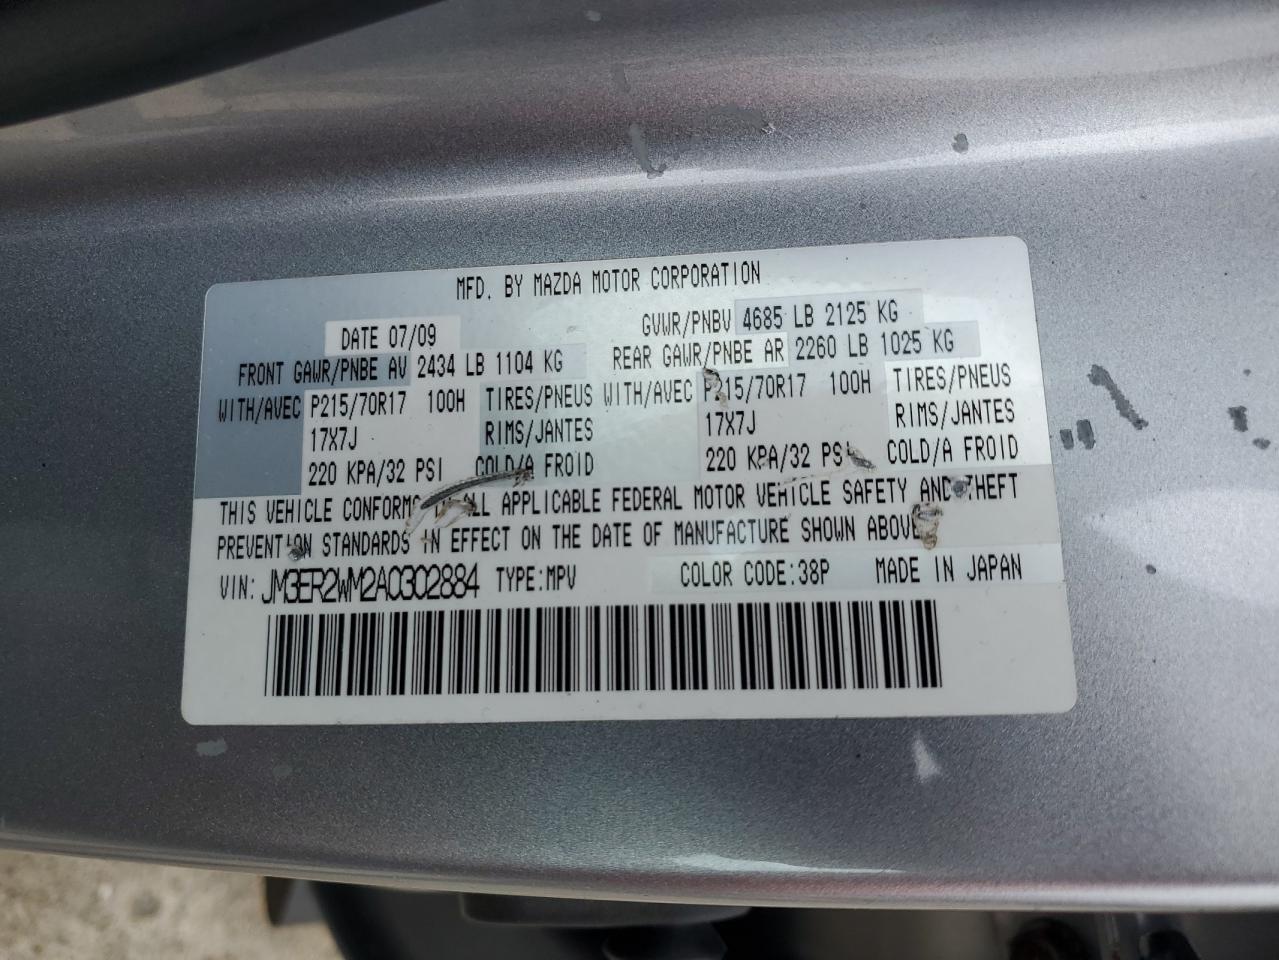 MFD. BY MAZDA MOTOR CORPORATION
DATE 07/09 GVWR/PNBV 4685 LB 2125 KG
FRONT GAWR/PNBE AV 2434 LB 1104 KG REAR GAWR/PNBE AR 2260 LB 1025 KG
WITH/AVEC P215/70R17 100H TIRES/PNEUS WITH/AVEC P215/70R17 100H TIRES/PNEUS
17X7J RIMS/JANTES 17X7J RIMS/JANTES
220 KPA/32 PSI COLD/A FROID 220 KPA/32 PSI COLD/A FROID
THIS VEHICLE CONFORMS TO ALL APPLICABLE FEDERAL MOTOR VEHICLE SAFETY AND THEFT
PREVENTION STANDARDS IN EFFECT ON THE DATE OF MANUFACTURE SHOWN ABOVE.
VIN: JM3ER2WM2A0302884 TYPE:MPV COLOR CODE:38P MADE IN JAPAN